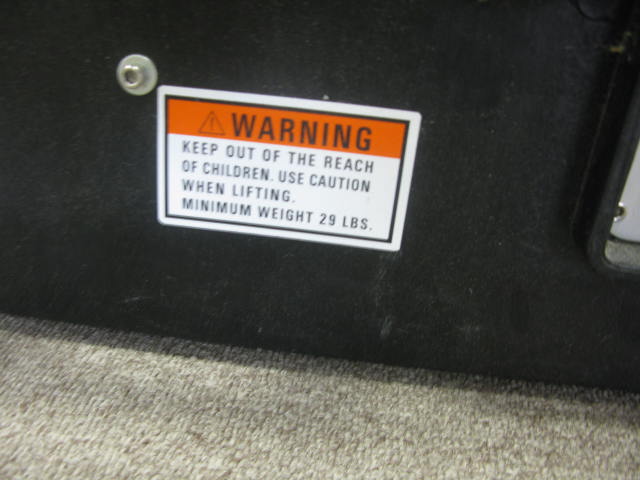 WARNING
KEEP OUT OF THE REACH
OF CHILDREN. USE CAUTION
WHEN LIFTING.
MINIMUM WEIGHT 29 LBS.